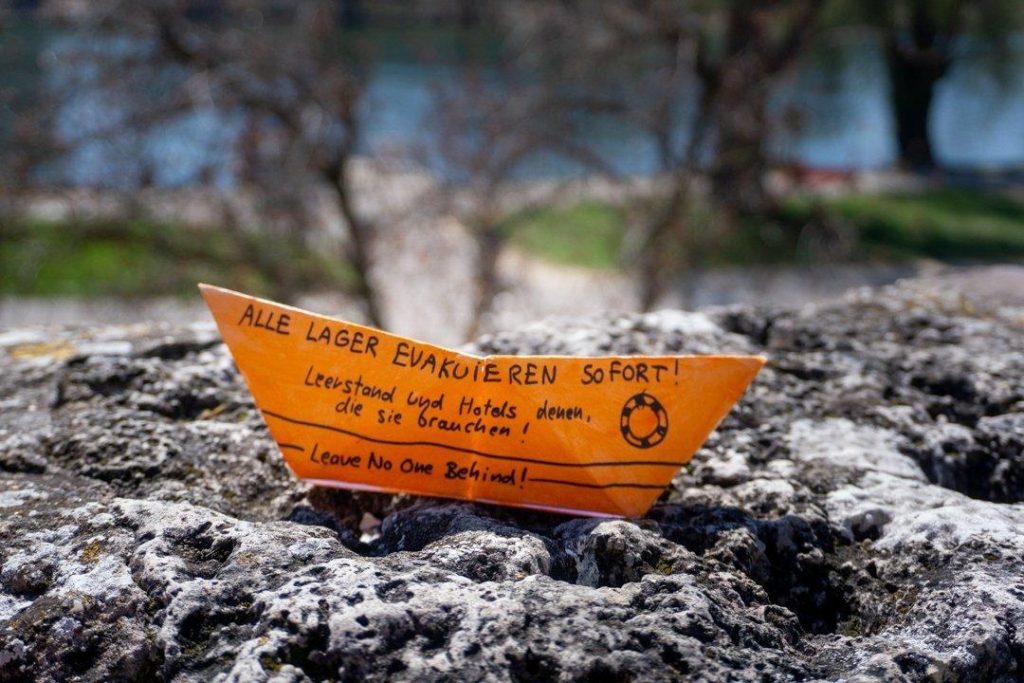 ALLE LAGER EVAKUIEREN SOFORT!
Leerstand und Hotels denen,
die sie brauchen!
Leave No One Behind!